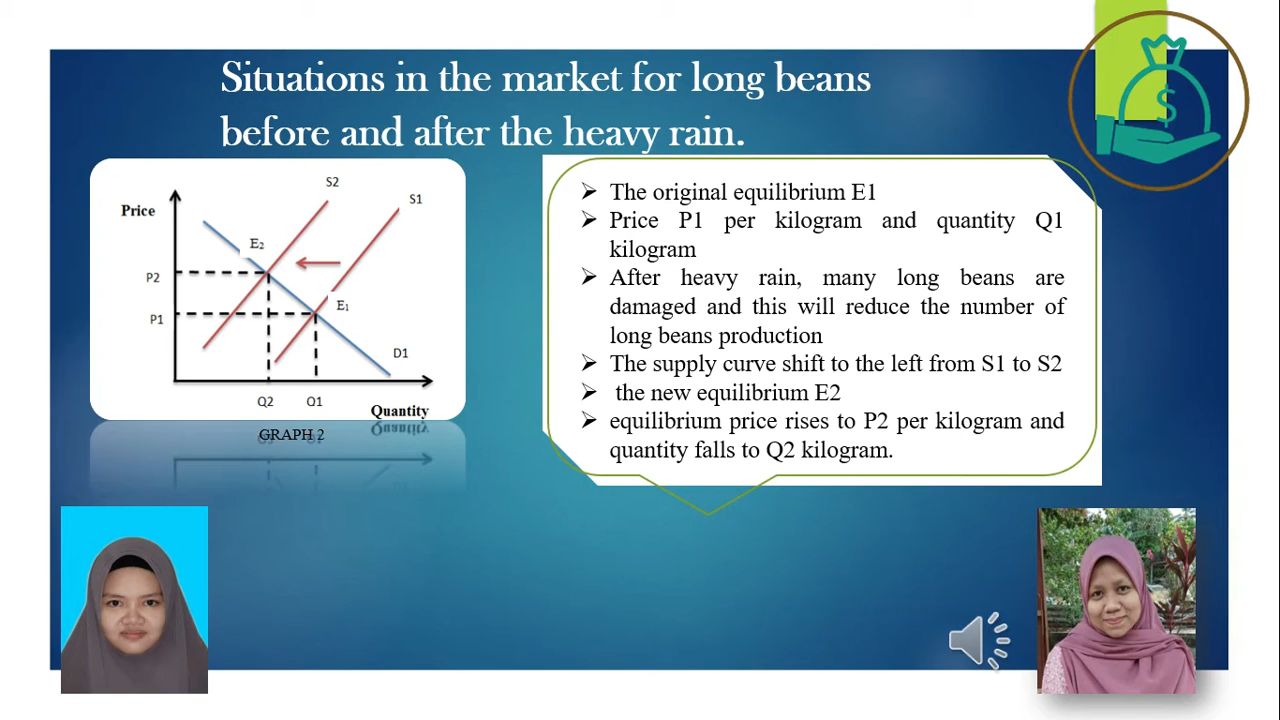 Situations in the market for long beans
before and after the heavy rain.
S2
S1
Price
E2
P2
E1
P1
D1
Q2
Q1
Quantity
GRAPH 2
➢ The original equilibrium E1
➢ Price P1 per kilogram and quantity Q1
kilogram
➢ After heavy rain, many long beans are
damaged and this will reduce the number of
long beans production
➢ The supply curve shift to the left from S1 to S2
➢ the new equilibrium E2
➢ equilibrium price rises to P2 per kilogram and
quantity falls to Q2 kilogram.
$